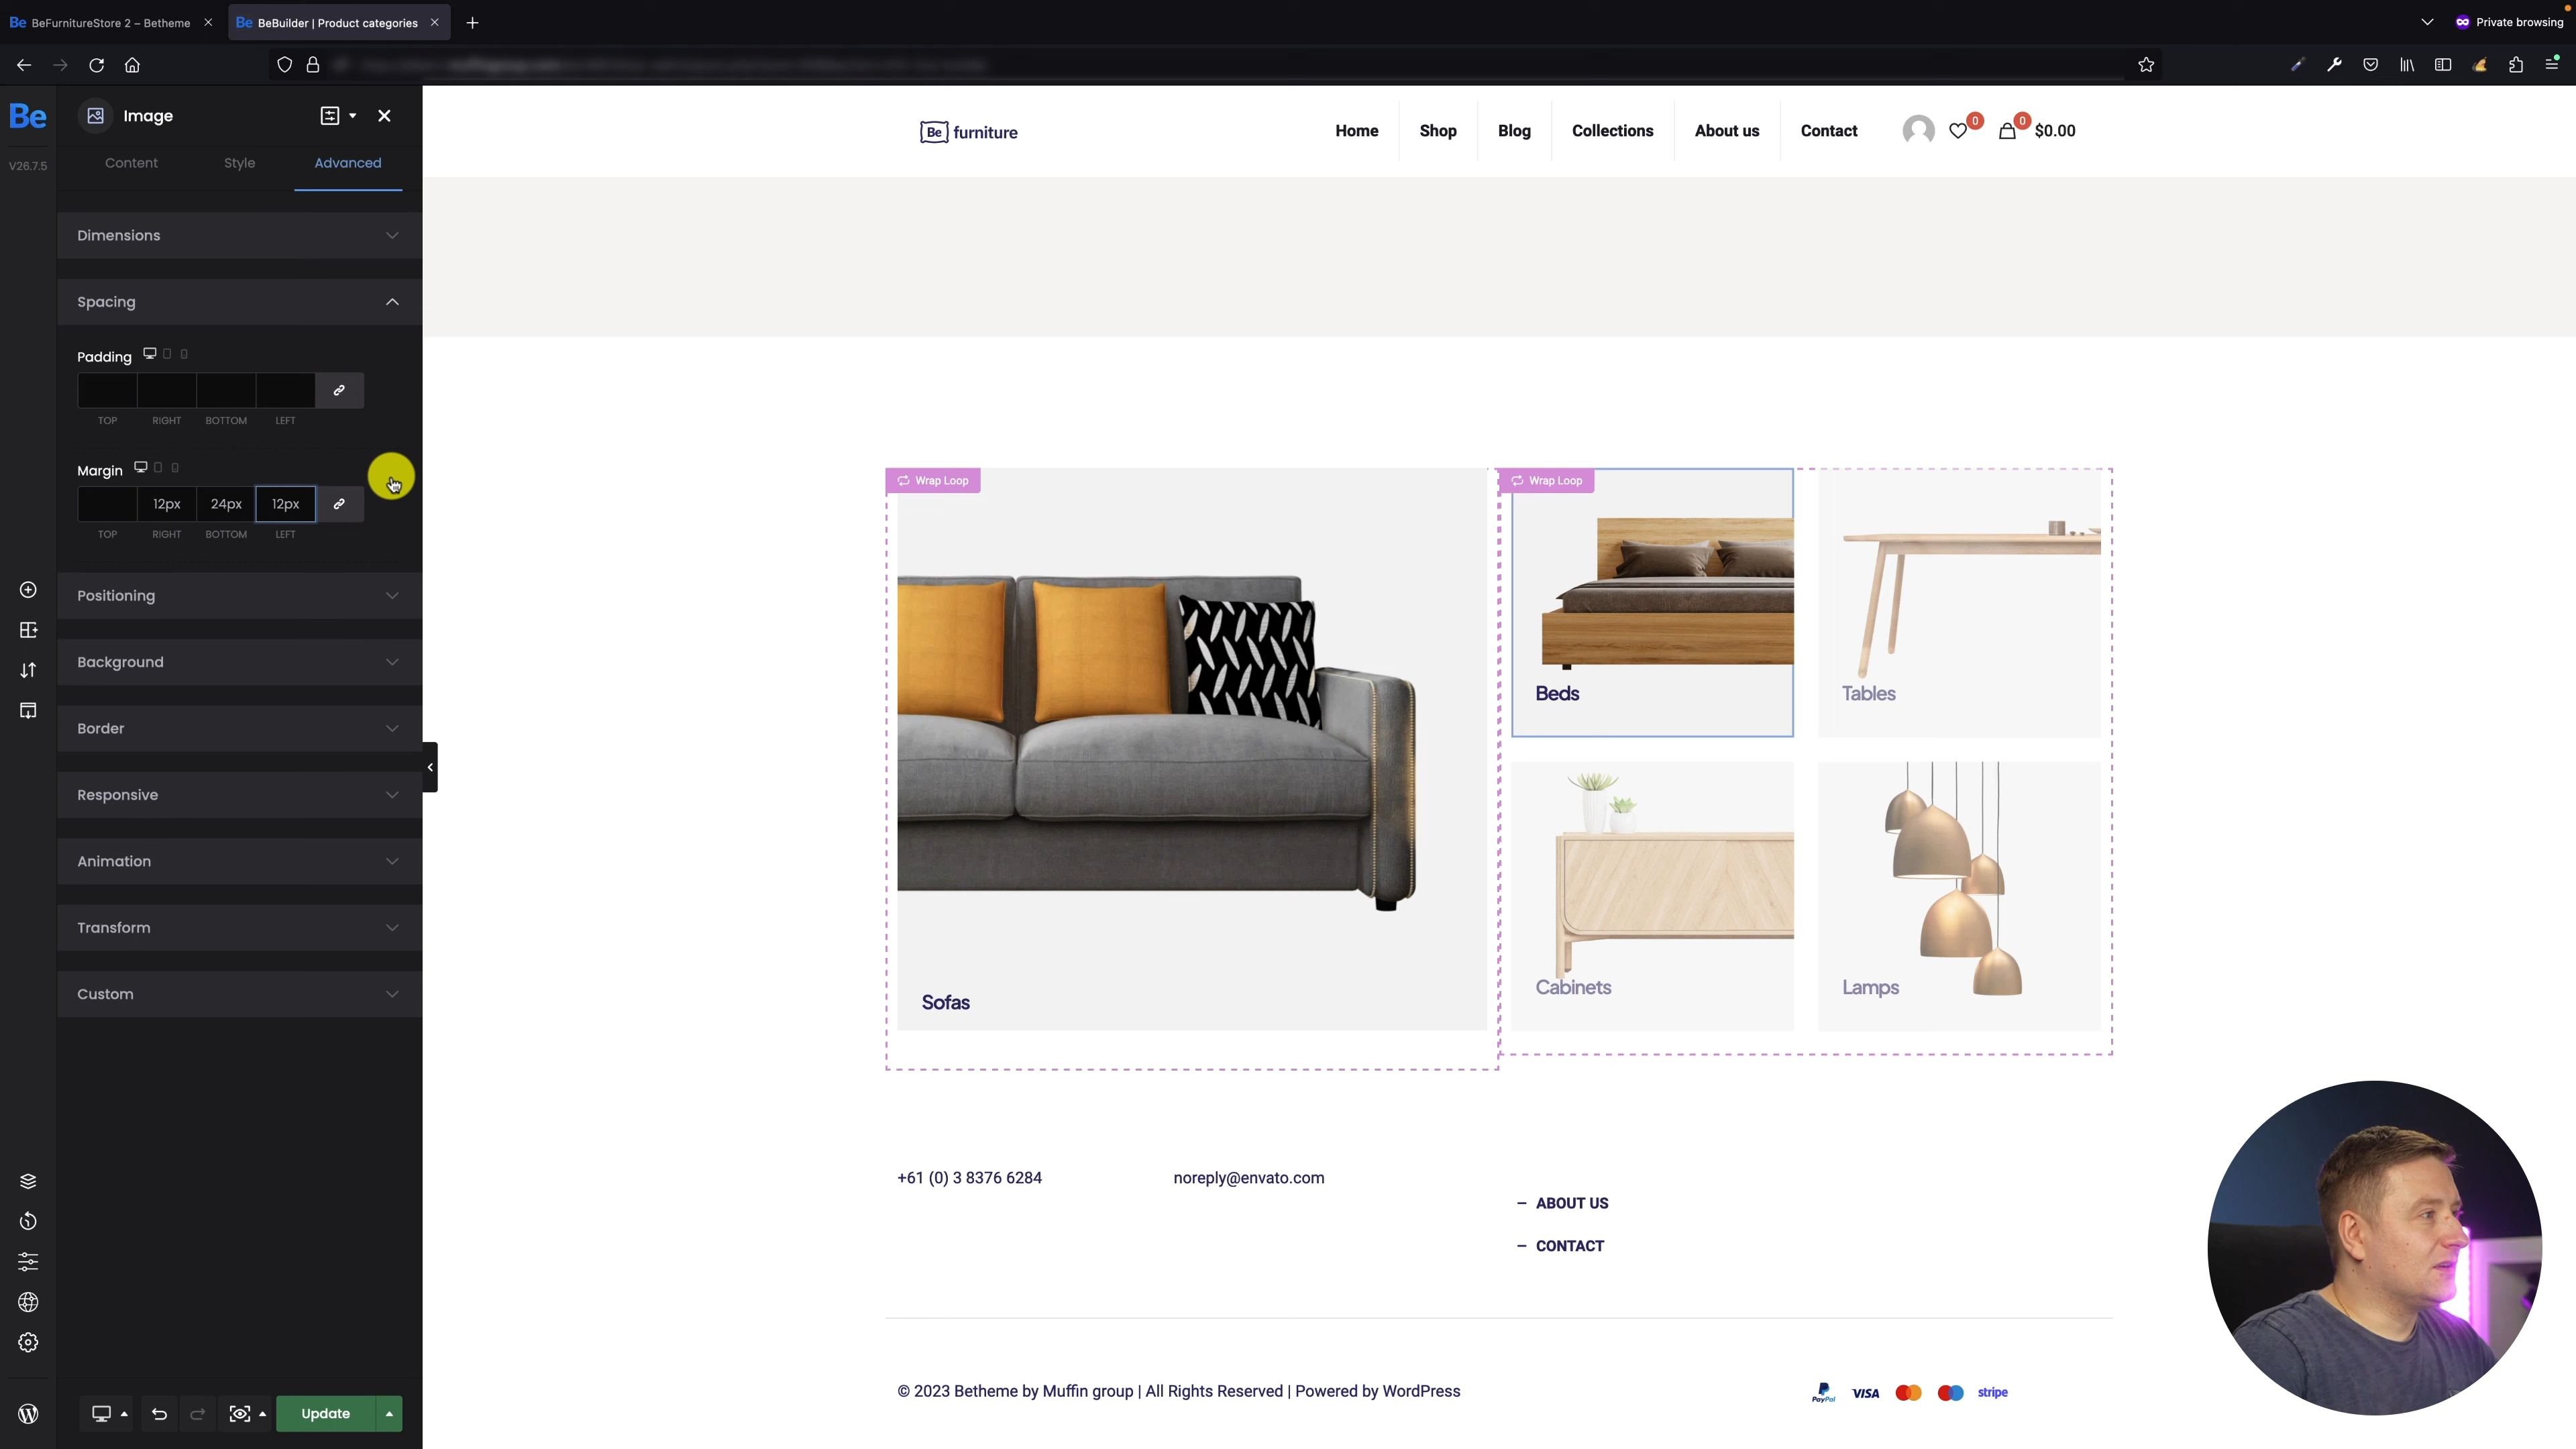 Be BeFurnitureStore 2 – Betheme
Be BeBuilder | Product categories
Private browsing
Be
V26.7.5
Image
Content Style Advanced
Dimensions
Spacing
Padding
TOP RIGHT BOTTOM LEFT
Margin
12px 24px 12px
TOP RIGHT BOTTOM LEFT
Positioning
Background
Border
Responsive
Animation
Transform
Custom
Update
Be furniture
Home Shop Blog Collections About us Contact 0 0 $0.00
Wrap Loop
Wrap Loop
Beds
Tables
Cabinets
Lamps
Sofas
+61 (0) 3 8376 6284
noreply@envato.com
– ABOUT US
– CONTACT
© 2023 Betheme by Muffin group | All Rights Reserved | Powered by WordPress
PayPal VISA stripe